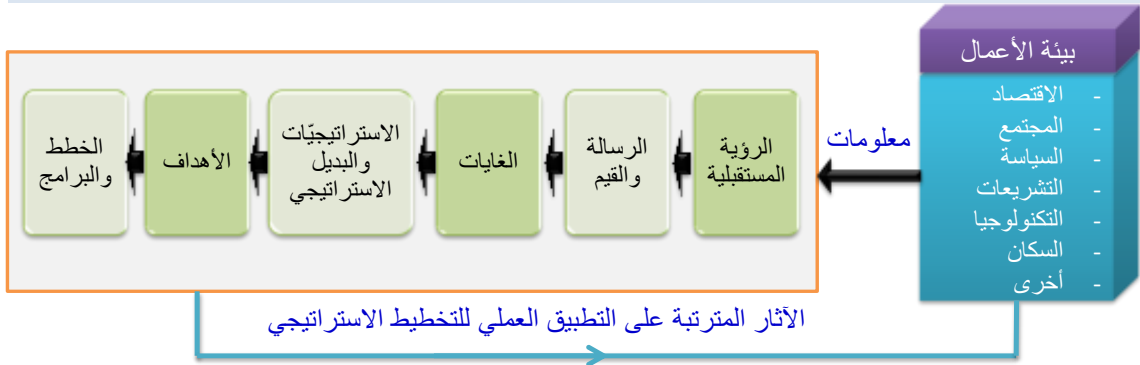 بيئة الأعمال
- الاقتصاد
- المجتمع
- السياسة
- التشريعات
- التكنولوجيا
- السكان
- أخرى
معلومات
الرؤية
المستقبلية
الرسالة
والقيم
الغايات
الاستراتيجيّات
والبديل
الاستراتيجي
الأهداف
الخطط
والبرامج
الآثار المترتبة على التطبيق العملي للتخطيط الاستراتيجي